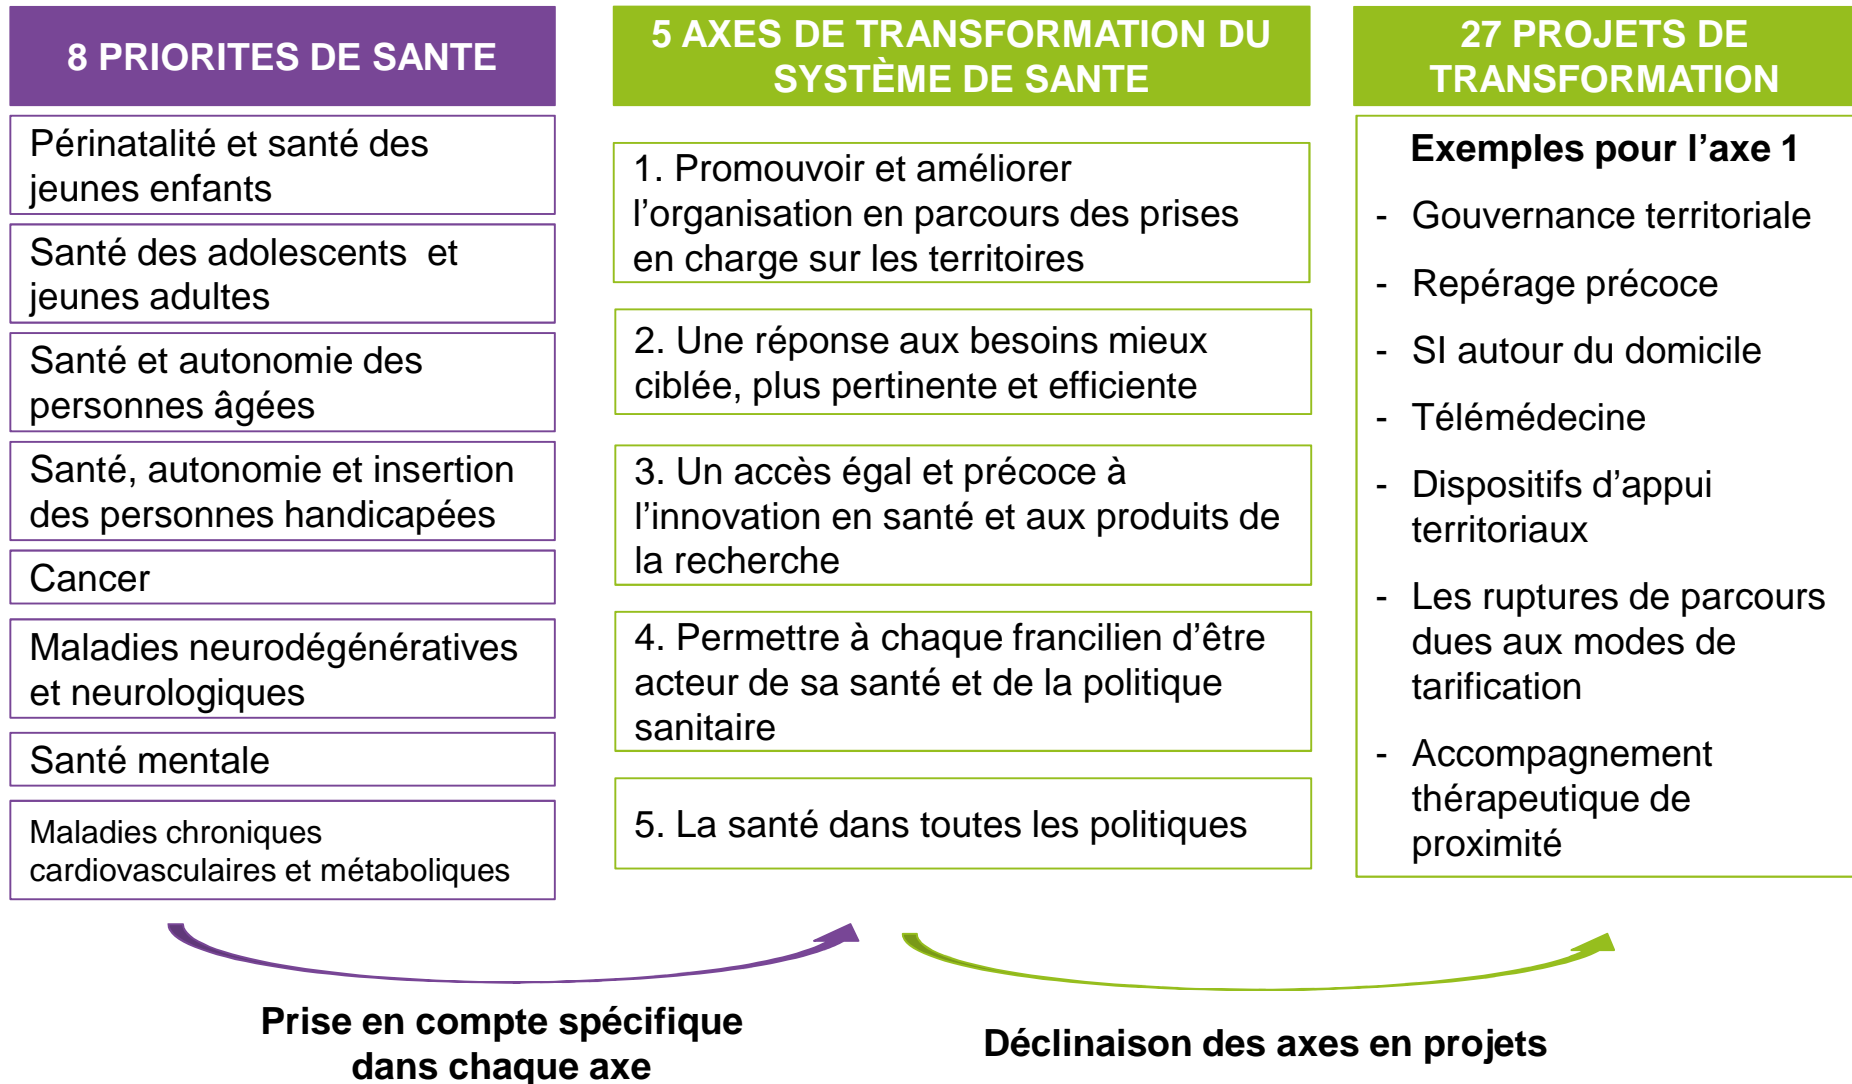 8 PRIORITES DE SANTE
Périnatalité et santé des
jeunes enfants
Santé des adolescents  et
jeunes adultes
Santé et autonomie des
personnes âgées
Santé, autonomie et insertion
des personnes handicapées
Cancer
Maladies neurodégénératives
et neurologiques
Santé mentale
Maladies chroniques
cardiovasculaires et métaboliques
5 AXES DE TRANSFORMATION DU
SYSTÈME DE SANTE
1. Promouvoir et améliorer
l’organisation en parcours des prises
en charge sur les territoires
2. Une réponse aux besoins mieux
ciblée, plus pertinente et efficiente
3. Un accès égal et précoce à
l’innovation en santé et aux produits de
la recherche
4. Permettre à chaque francilien d’être
acteur de sa santé et de la politique
sanitaire
5. La santé dans toutes les politiques
27 PROJETS DE
TRANSFORMATION
Exemples pour l’axe 1
- Gouvernance territoriale
- Repérage précoce
- SI autour du domicile
- Télémédecine
- Dispositifs d’appui
territoriaux
- Les ruptures de parcours
dues aux modes de
tarification
- Accompagnement
thérapeutique de
proximité
Prise en compte spécifique
dans chaque axe
Déclinaison des axes en projets